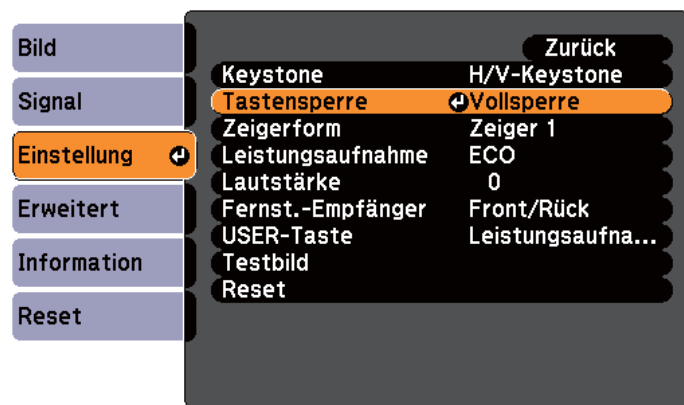 Bild
Signal
Einstellung
Erweitert
Information
Reset
Zurück
Keystone H/V-Keystone
Tastensperre Vollsperre
Zeigerform Zeiger 1
Leistungsaufnahme ECO
Lautstärke 0
Fernst.-Empfänger Front/Rück
USER-Taste Leistungsaufna...
Testbild
Reset